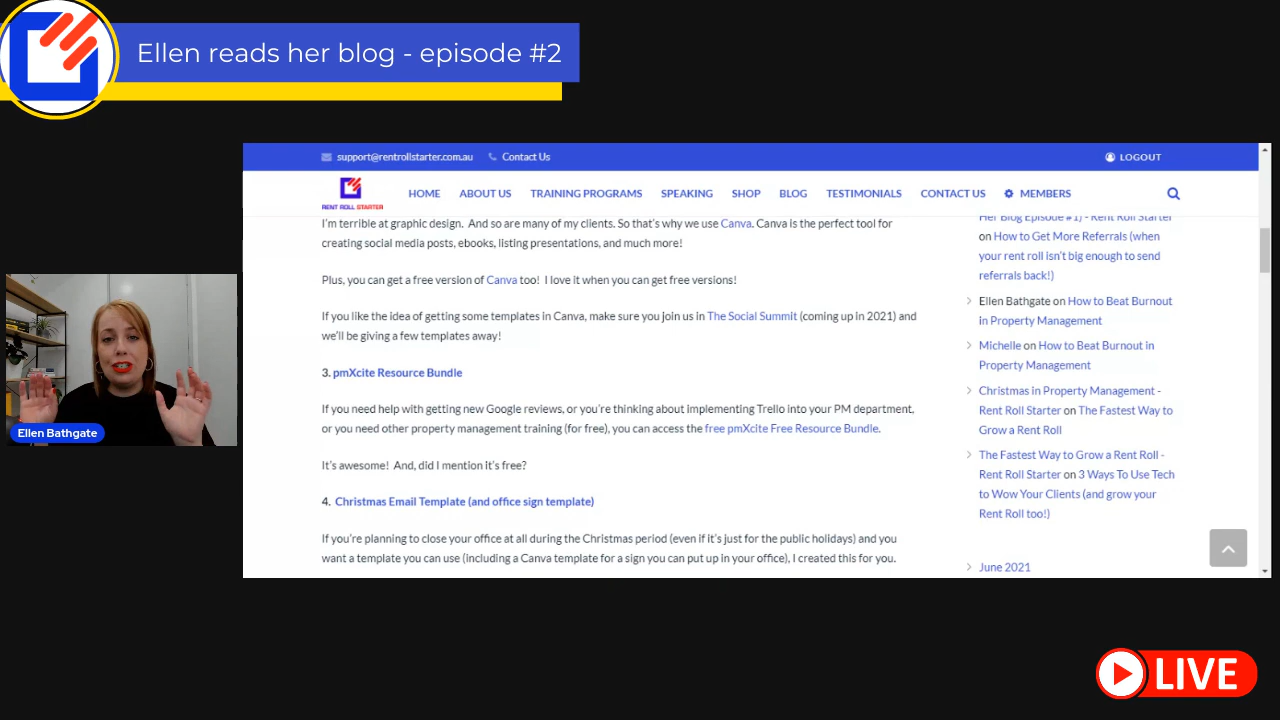 Ellen reads her blog - episode #2
support@rentrollstarter.com.au
Contact Us
LOGOUT
RENT ROLL STARTER
HOME
ABOUT US
TRAINING PROGRAMS
SPEAKING
SHOP
BLOG
TESTIMONIALS
CONTACT US
MEMBERS
I'm terrible at graphic design.  And so are many of my clients. So that's why we use Canva. Canva is the perfect tool for
creating social media posts, ebooks, listing presentations, and much more!
Plus, you can get a free version of Canva too!  I love it when you can get free versions!
If you like the idea of getting some templates in Canva, make sure you join us in The Social Summit (coming up in 2021) and
we'll be giving a few templates away!
3. pmXcite Resource Bundle
If you need help with getting new Google reviews, or you're thinking about implementing Trello into your PM department,
or you need other property management training (for free), you can access the free pmXcite Free Resource Bundle.
It's awesome!  And, did I mention it's free?
4.  Christmas Email Template (and office sign template)
If you're planning to close your office at all during the Christmas period (even if it's just for the public holidays) and you
want a template you can use (including a Canva template for a sign you can put up in your office), I created this for you.
Her Blog Episode #1) - Rent Roll Starter
on How to Get More Referrals (when
your rent roll isn't big enough to send
referrals back!)
Ellen Bathgate on How to Beat Burnout
in Property Management
Michelle on How to Beat Burnout in
Property Management
Christmas in Property Management -
Rent Roll Starter on The Fastest Way to
Grow a Rent Roll
The Fastest Way to Grow a Rent Roll -
Rent Roll Starter on 3 Ways To Use Tech
to Wow Your Clients (and grow your
Rent Roll too!)
June 2021
Ellen Bathgate
LIVE